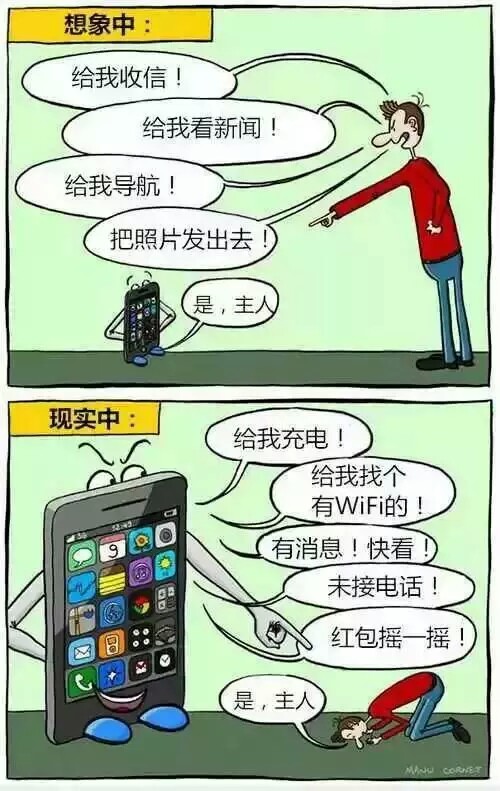 想象中：
给我收信！
给我看新闻！
给我导航！
把照片发出去！
是，主人
现实中：
给我充电！
给我找个
有WiFi的！
有消息！快看！
未接电话！
红包摇一摇！
是，主人
MANU CORNET